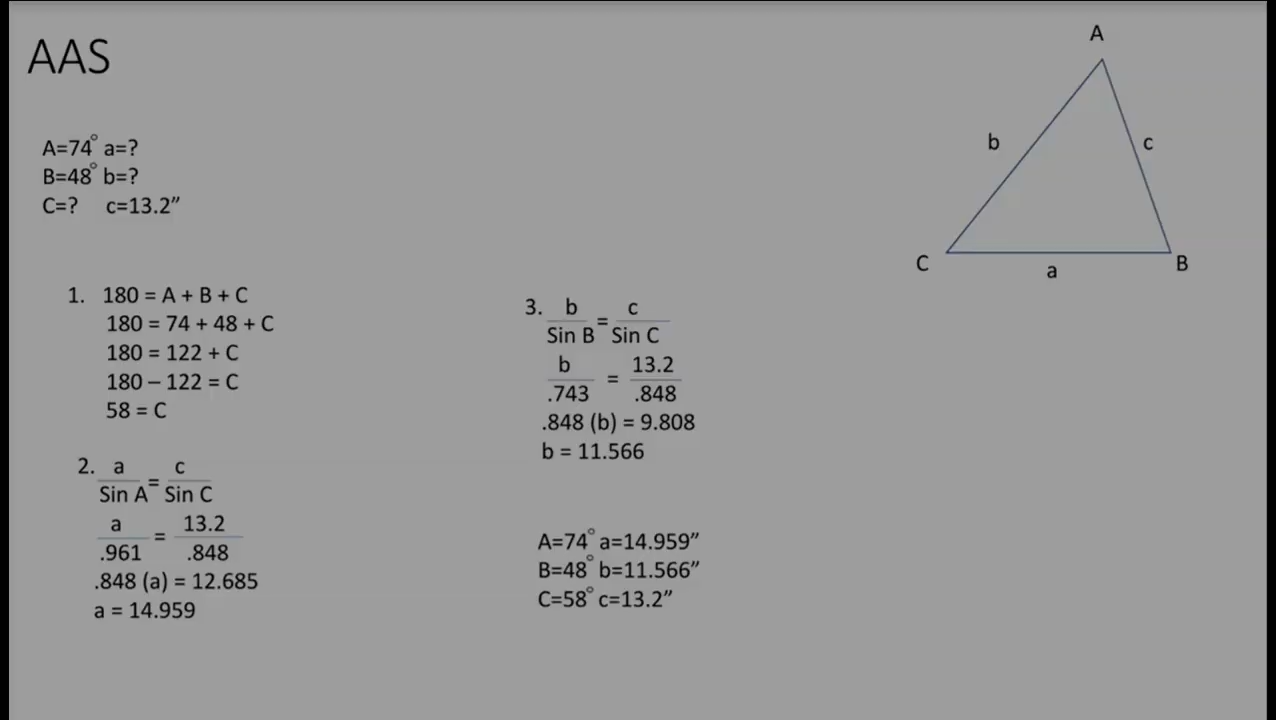 AAS
A
b
c
C
a
B
A=74° a=?
B=48° b=?
C=? c=13.2”
1. 180 = A + B + C
180 = 74 + 48 + C
180 = 122 + C
180 – 122 = C
58 = C
2. a c
=
Sin A Sin C
a 13.2
=
.961 .848
.848 (a) = 12.685
a = 14.959
3. b c
=
Sin B Sin C
b 13.2
=
.743 .848
.848 (b) = 9.808
b = 11.566
A=74° a=14.959”
B=48° b=11.566”
C=58° c=13.2”